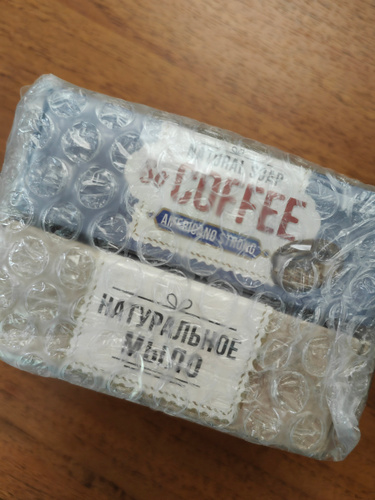 NATURAL SOAP
So COFFEE
AMERICANO STRONG
НАТУРАЛЬНОЕ
МЫЛО